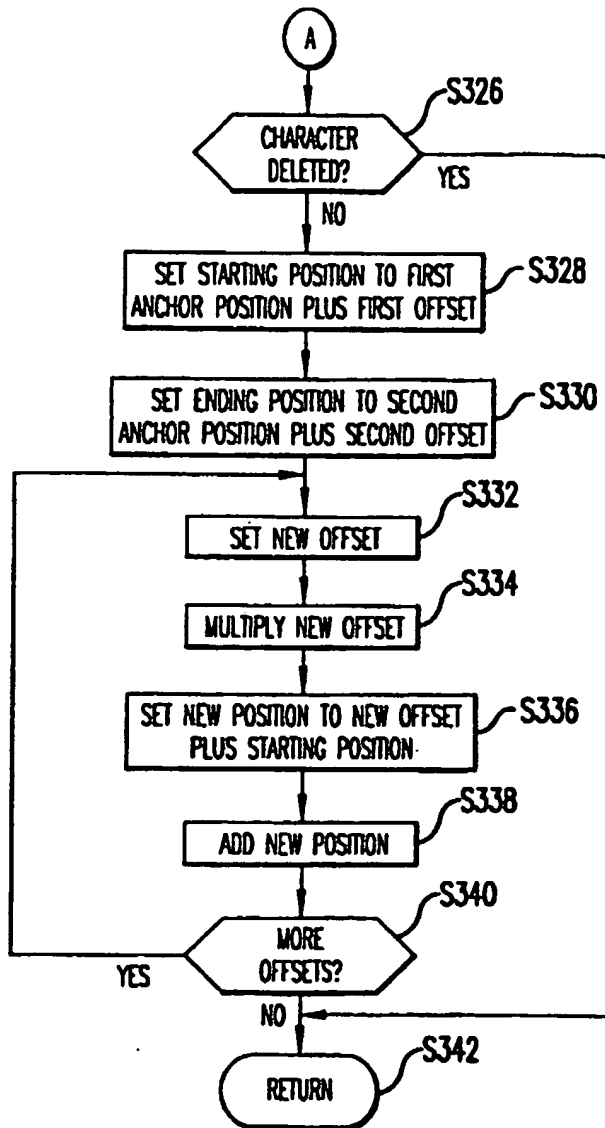 A
S326
CHARACTER
DELETED?
YES
NO
S328
SET STARTING POSITION TO FIRST
ANCHOR POSITION PLUS FIRST OFFSET
S330
SET ENDING POSITION TO SECOND
ANCHOR POSITION PLUS SECOND OFFSET
S332
SET NEW OFFSET
S334
MULTIPLY NEW OFFSET
S336
SET NEW POSITION TO NEW OFFSET
PLUS STARTING POSITION
S338
ADD NEW POSITION
S340
MORE
OFFSETS?
YES
NO
S342
RETURN